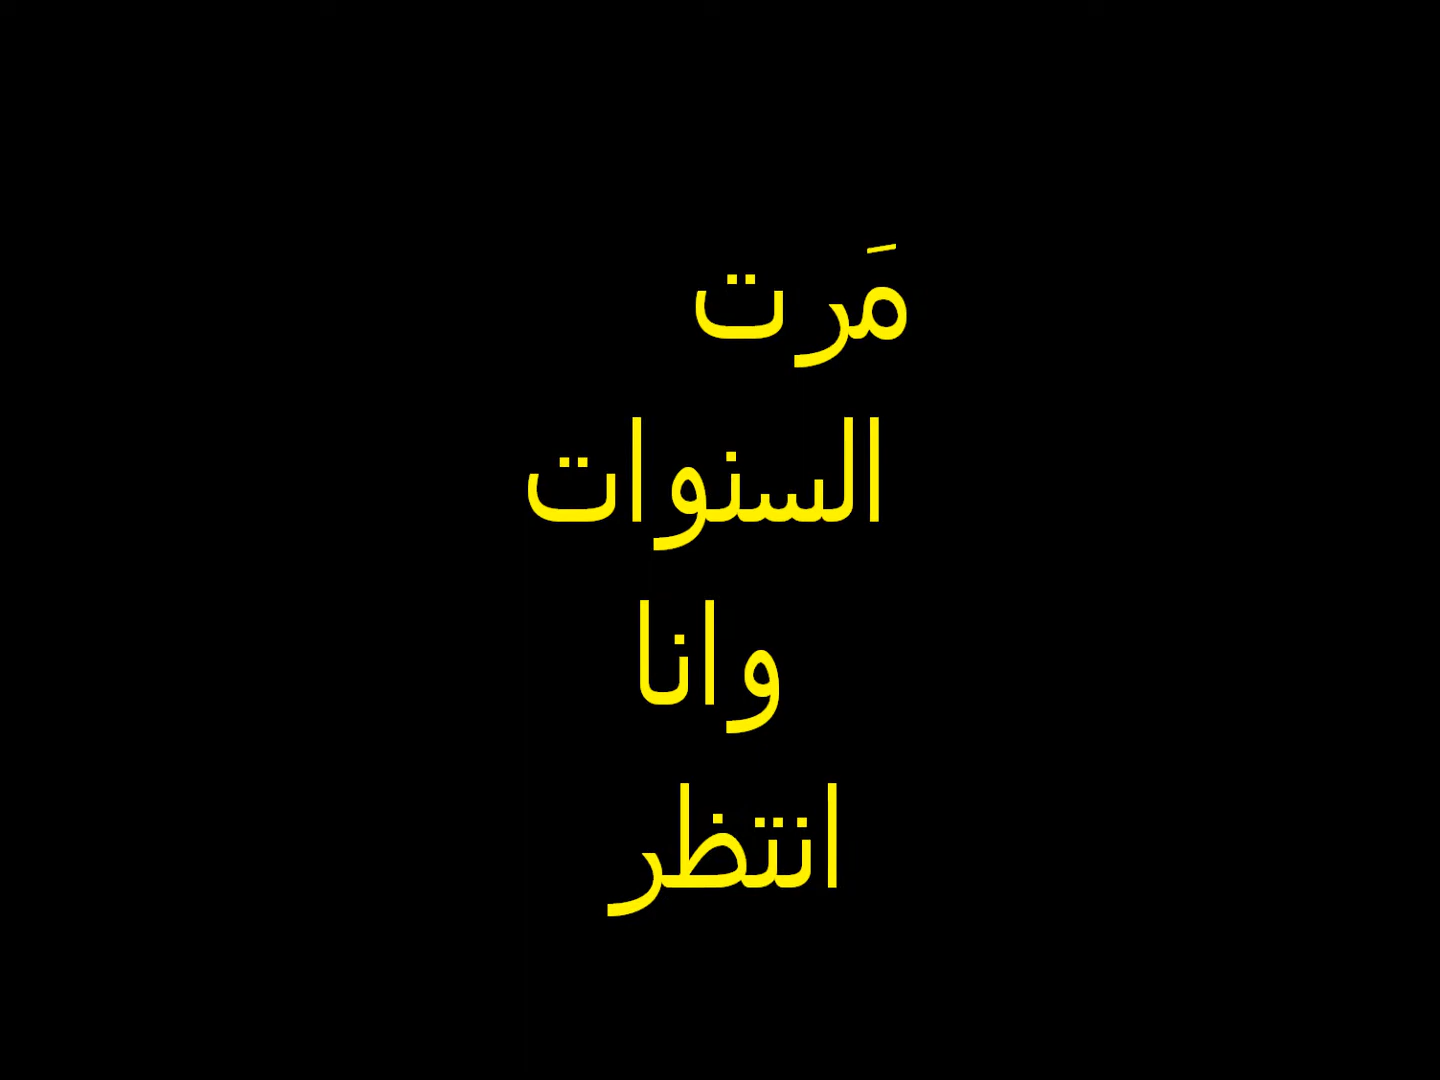 مَرت
السنوات
وانا
انتظر